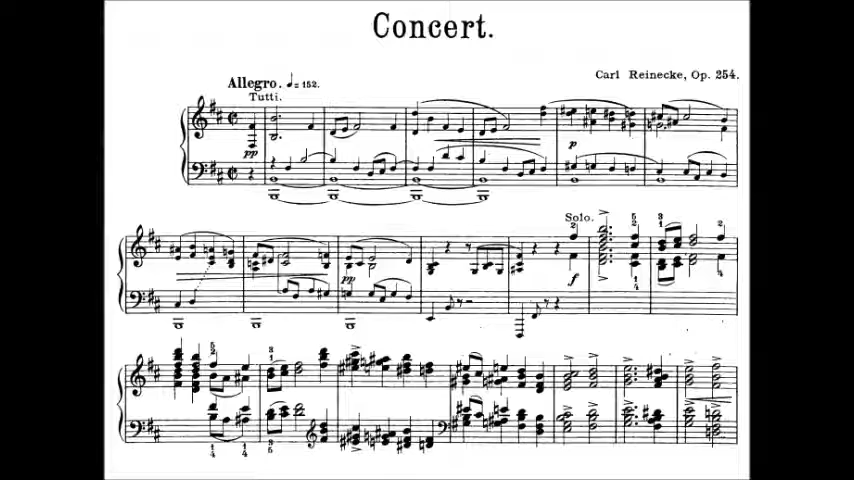 Concert.
Carl Reinecke, Op. 254.
Allegro. ♩= 152.
Tutti.
pp
p
Solo.
pp
f